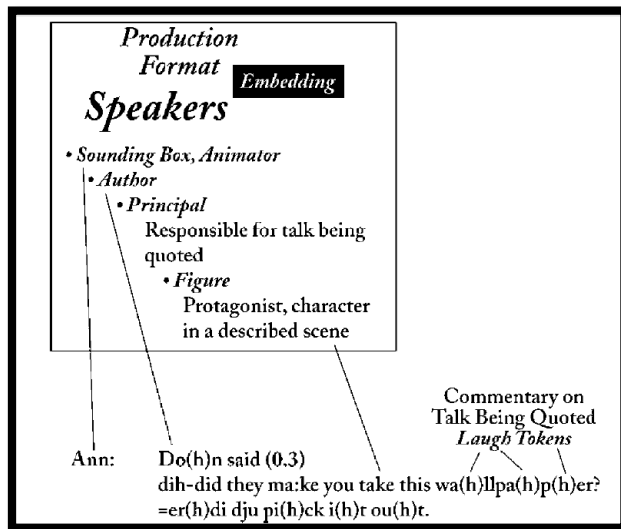 Production
Format
Embedding
Speakers
• Sounding Box, Animator
• Author
• Principal
Responsible for talk being
quoted
• Figure
Protagonist, character
in a described scene
Commentary on
Talk Being Quoted
Laugh Tokens
Ann: Do(h)n said (0.3)
dih-did they ma:ke you take this wa(h)llpa(h)p(h)er?
=er(h)di dju pi(h)ck i(h)t ou(h)t.